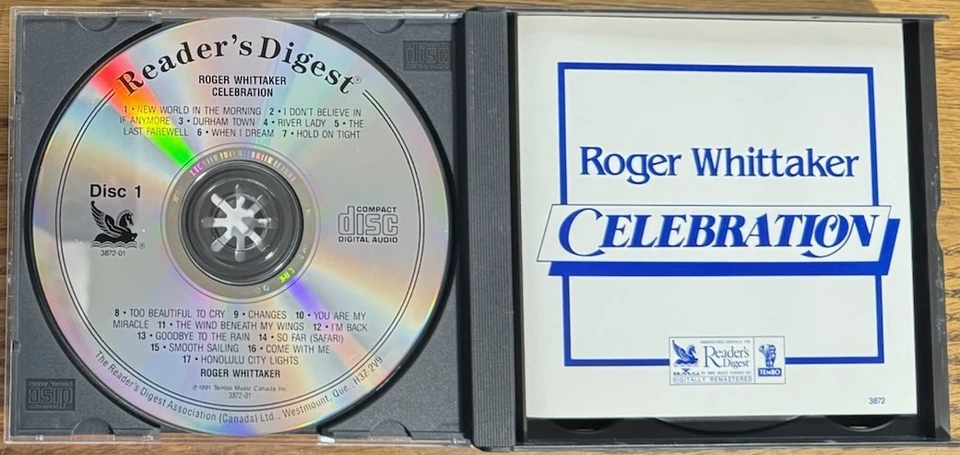 Reader's Digest®
ROGER WHITTAKER
CELEBRATION
1 • NEW WORLD IN THE MORNING 2 • I DON'T BELIEVE IN
IF ANYMORE 3 • DURHAM TOWN 4 • RIVER LADY 5 • THE
LAST FAREWELL 6 • WHEN I DREAM 7 • HOLD ON TIGHT
Disc 1
®
3872-01
COMPACT
disc
DIGITAL AUDIO
8 • TOO BEAUTIFUL TO CRY 9 • CHANGES 10 • YOU ARE MY
MIRACLE 11 • THE WIND BENEATH MY WINGS 12 • I'M BACK
13 • GOODBYE TO THE RAIN 14 • SO FAR (SAFARI)
15 • SMOOTH SAILING 16 • COME WITH ME
17 • HONOLULU CITY LIGHTS
ROGER WHITTAKER
℗ 1991 Tembo Music Canada Inc.
3872-01
The Reader's Digest Association (Canada) Ltd., Westmount, Que., H3Z 2V9
disc
disc
Roger Whittaker
CELEBRATION
Reader's
Digest
TEMBO
DIGITALLY REMASTERED
3872